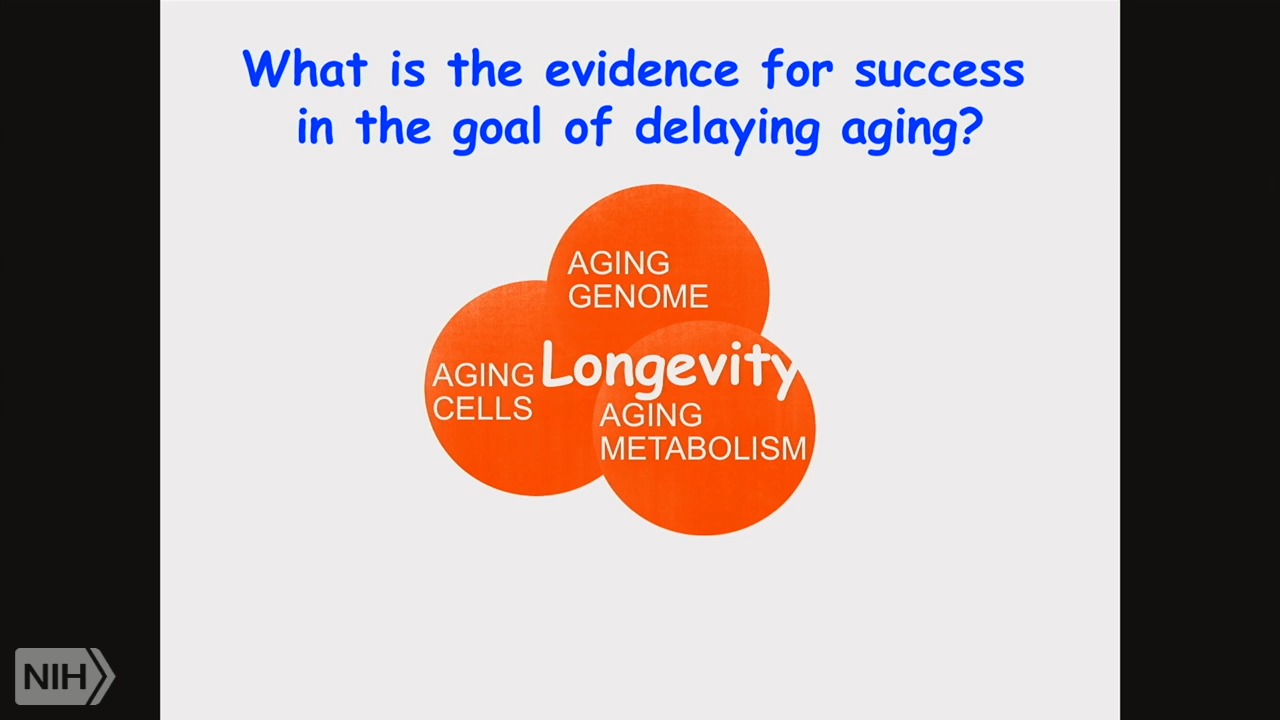 What is the evidence for success
in the goal of delaying aging?
AGING
GENOME
Longevity
AGING
CELLS
AGING
METABOLISM
NIH